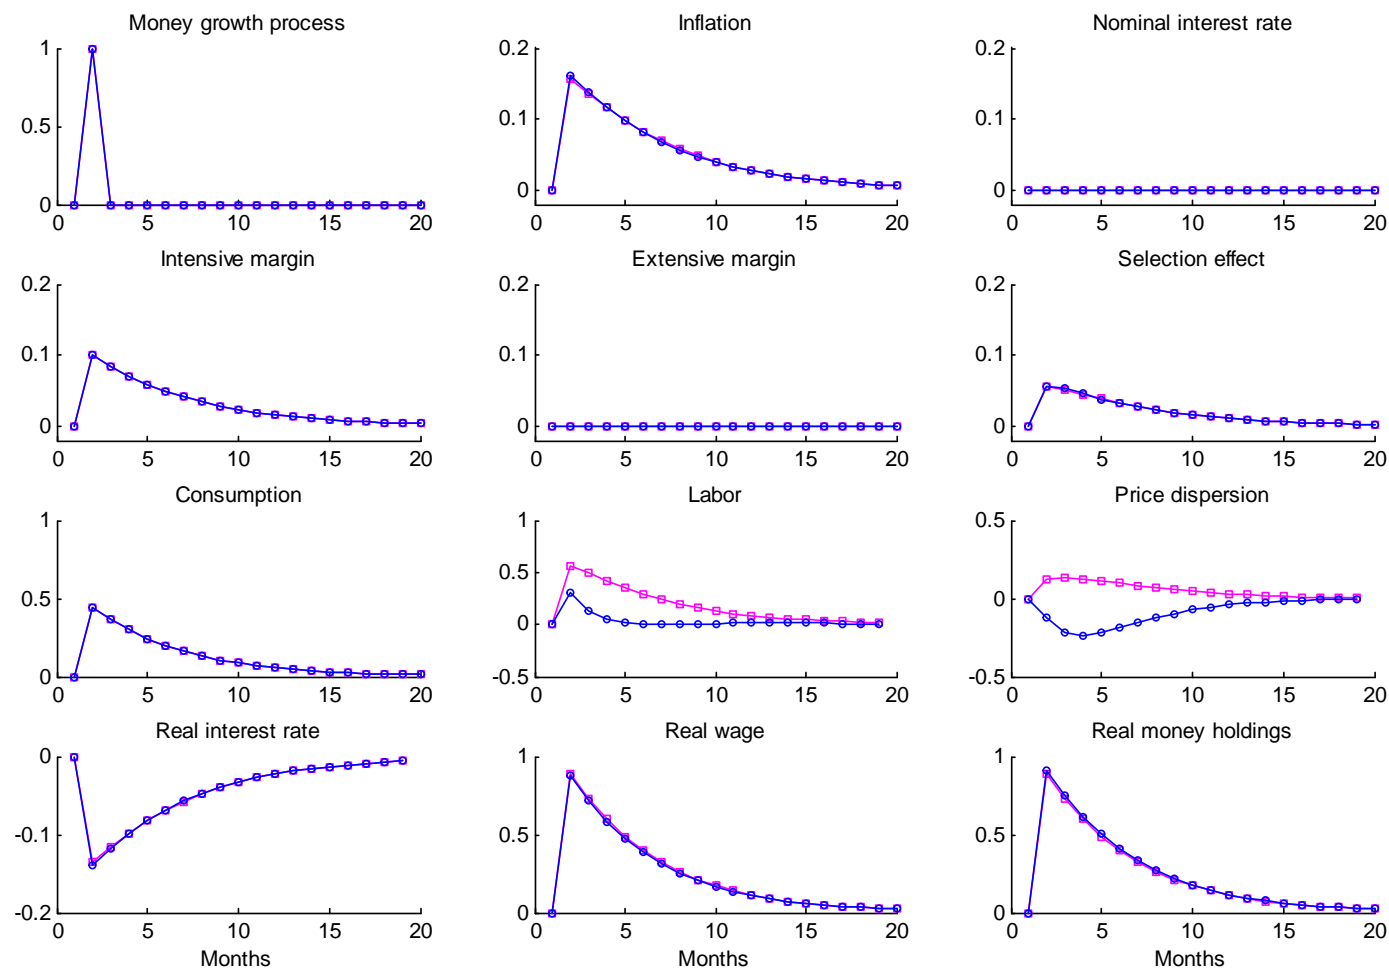 Money growth process
Inflation
Nominal interest rate
1
0.5
0
0 5 10 15 20
0.2
0.1
0
0 5 10 15 20
0.2
0.1
0
0 5 10 15 20
Intensive margin
Extensive margin
Selection effect
0.2
0.1
0
0 5 10 15 20
0.2
0.1
0
0 5 10 15 20
0.2
0.1
0
0 5 10 15 20
Consumption
Labor
Price dispersion
1
0.5
0
0 5 10 15 20
1
0.5
0
-0.5
0 5 10 15 20
0.5
0
-0.5
0 5 10 15 20
Real interest rate
Real wage
Real money holdings
0
-0.1
-0.2
0 5 10 15 20
Months
1
0.5
0
0 5 10 15 20
Months
1
0.5
0
0 5 10 15 20
Months